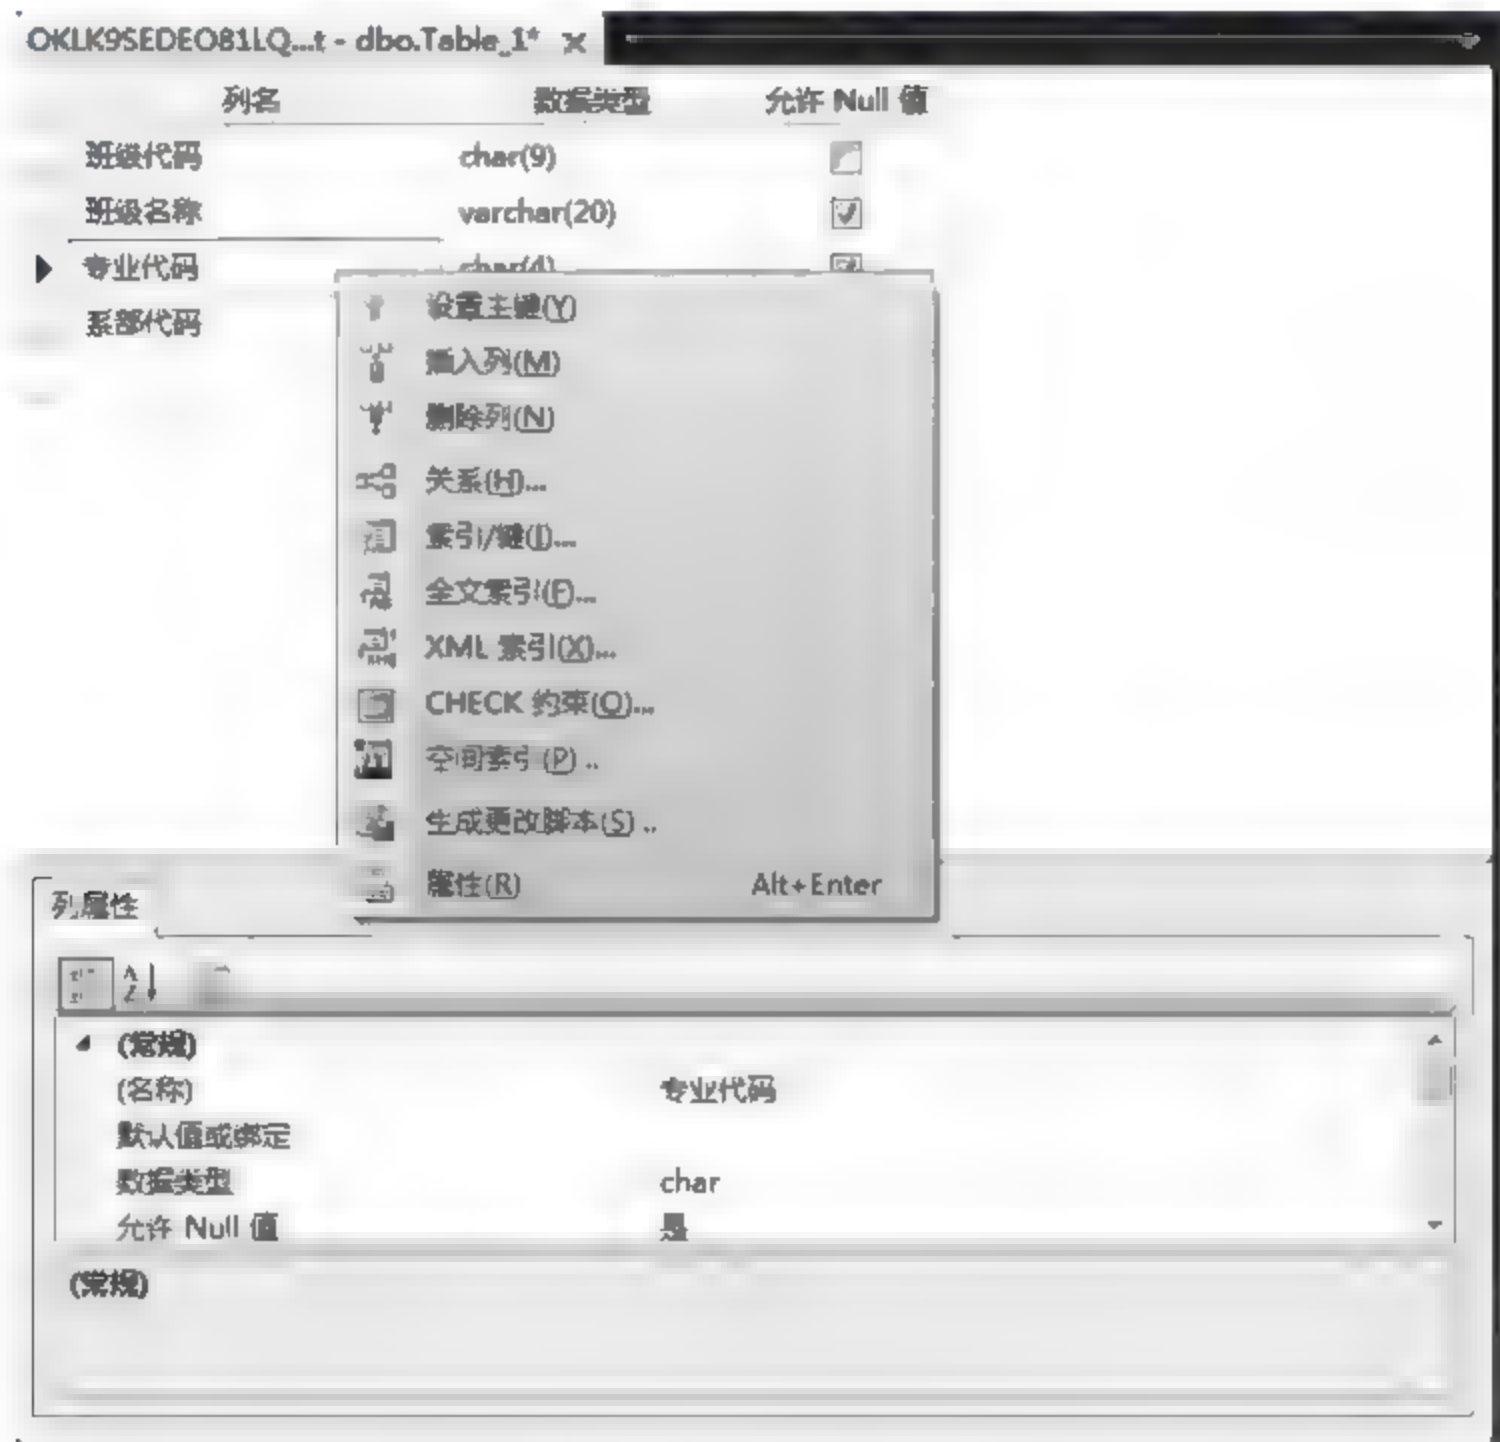 OKLK9SEDEO81LQ...t - dbo.Table_1* ×
列名 数据类型 允许 Null 值
班级代码 char(9)
班级名称 varchar(20)
专业代码 char(4)
系部代码
设置主键(Y)
插入列(M)
删除列(N)
关系(H)...
索引/键(I)...
全文索引(F)...
XML 索引(X)...
CHECK 约束(O)...
空间索引(P)..
生成更改脚本(S)..
属性(R) Alt+Enter
列属性
(常规)
(名称) 专业代码
默认值或绑定
数据类型 char
允许 Null 值 是
(常规)